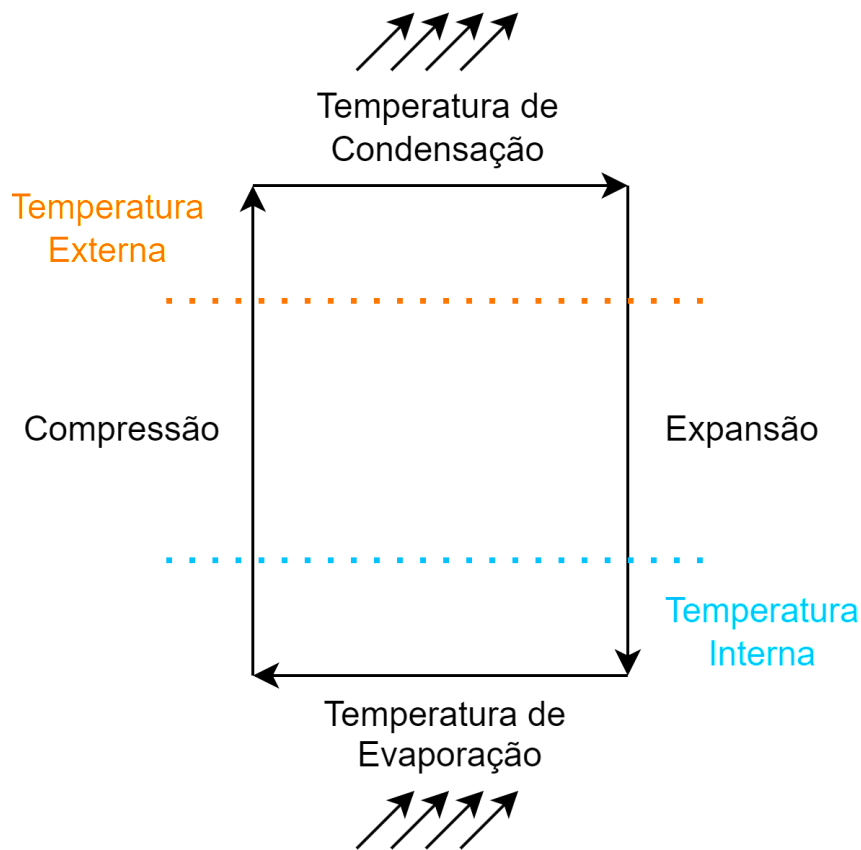 Temperatura de
Condensação
Temperatura
Externa
Compressão
Expansão
Temperatura
Interna
Temperatura de
Evaporação